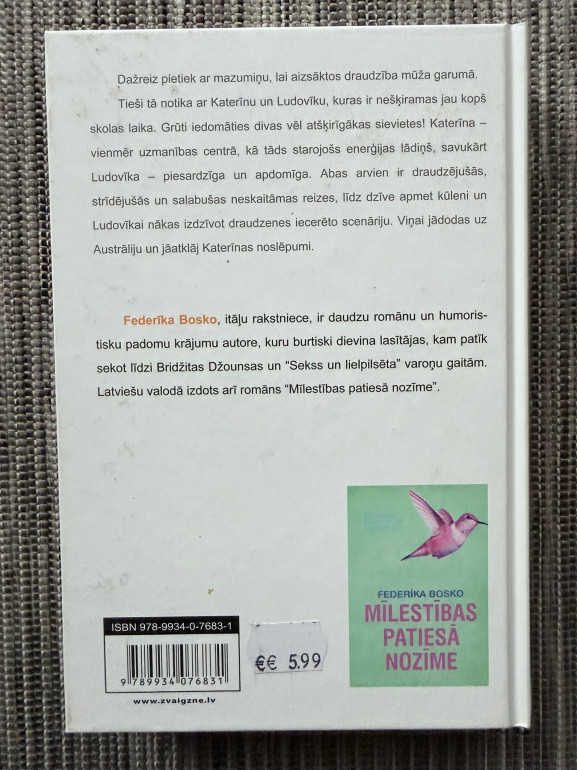 Dažreiz pietiek ar mazumiņu, lai aizsāktos draudzība mūža garumā.
Tieši tā notika ar Katerīnu un Ludovīku, kuras ir nešķiramas jau kopš
skolas laika. Grūti iedomāties divas vēl atšķirīgākas sievietes! Katerīna –
vienmēr uzmanības centrā, kā tāds starojošs enerģijas lādiņš, savukārt
Ludovīka – piesardzīga un apdomīga. Abas arvien ir draudzējušās,
strīdējušās un salabušas neskaitāmas reizes, līdz dzīve apmet kūleni un
Ludovīkai nākas izdzīvot draudzenes iecerēto scenāriju. Viņai jādodas uz
Austrāliju un jāatklāj Katerīnas noslēpumi.
Federīka Bosko, itāļu rakstniece, ir daudzu romānu un humoris-
tisku padomu krājumu autore, kuru burtiski dievina lasītājas, kam patīk
sekot līdzi Bridžitas Džounsas un “Sekss un lielpilsēta” varoņu gaitām.
Latviešu valodā izdots arī romāns “Mīlestības patiesā nozīme”.
FEDERĪKA BOSKO
MĪLESTĪBAS
PATIESĀ
NOZĪME
ISBN 978-9934-0-7683-1
9 789934 076831
www.zvaigzne.lv
€€ 5.99